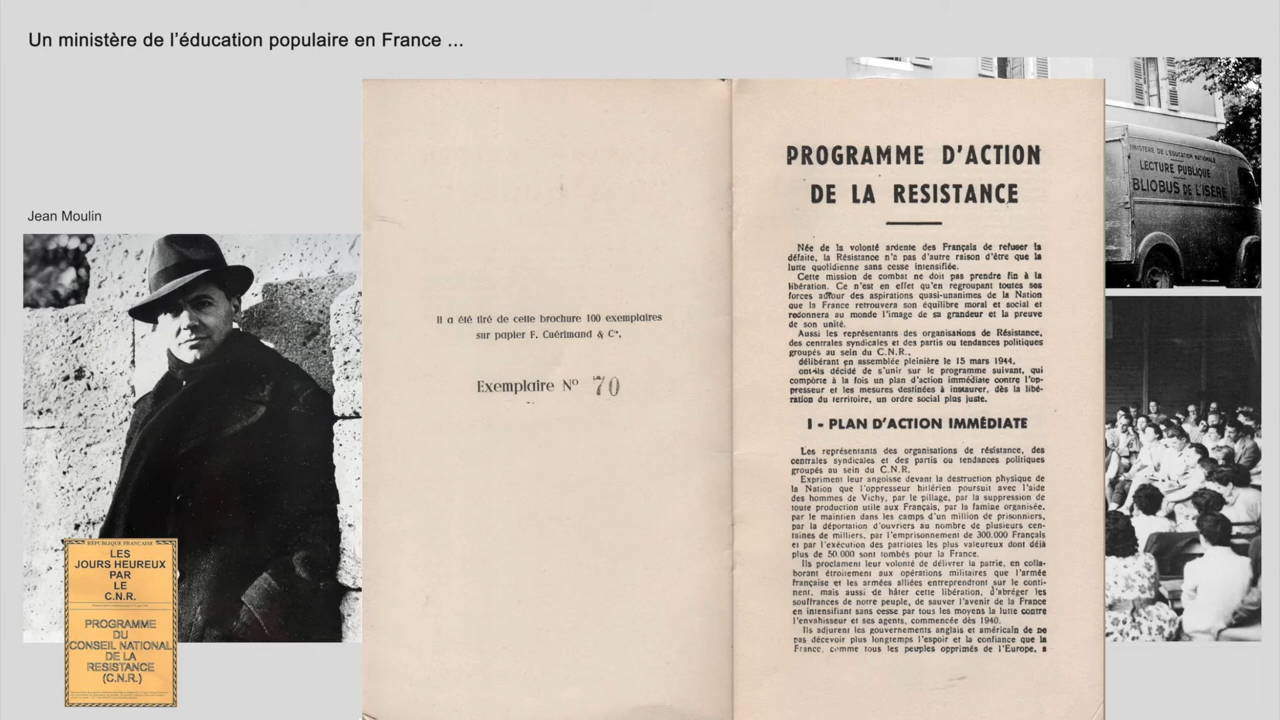 Un ministère de l’éducation populaire en France ...
Jean Moulin
REPUBLIQUE FRANCAISE
LES
JOURS HEUREUX
PAR
LE
C.N.R.
PROGRAMME
DU
CONSEIL NATIONAL
DE LA
RESISTANCE
(C.N.R.)
Il a été tiré de cette brochure 100 exemplaires
sur papier F. Guérimand & Cie.
Exemplaire No 70
PROGRAMME D'ACTION
DE LA RESISTANCE
Née de la volonté ardente des Français de refuser la
défaite, la Résistance n'a pas d'autre raison d'être que la
lutte quotidienne sans cesse intensifiée.
Cette mission de combat ne doit pas prendre fin à la
libération. Ce n'est en effet qu'en regroupant toutes ses
forces autour des aspirations quasi-unanimes de la Nation
que la France retrouvera son équilibre moral et social et
redonnera au monde l'image de sa grandeur et la preuve
de son unité.
Aussi les représentants des organisations de Résistance,
des centrales syndicales et des partis ou tendances politiques
groupés au sein du C.N.R.,
délibérant en assemblée pleinière le 15 mars 1944,
ont-ils décidé de s'unir sur le programme suivant, qui
comporte à la fois un plan d'action immédiate contre l'op-
presseur et les mesures destinées à instaurer, dès la libé-
ration du territoire, un ordre social plus juste.
I - PLAN D'ACTION IMMÉDIATE
Les représentants des organisations de résistance, des
centrales syndicales et des partis ou tendances politiques
groupés au sein du C.N.R.
Expriment leur angoisse devant la destruction physique de
la Nation que l'oppresseur hitlérien poursuit avec l'aide
des hommes de Vichy, par le pillage, par la suppression de
toute production utile aux Français, par la famine organisée,
par le maintien dans les camps d'un million de prisonniers,
par la déportation d'ouvriers au nombre de plusieurs cen-
taines de milliers, par l'emprisonnement de 300.000 Français
et par l'exécution des patriotes les plus valeureux dont déjà
plus de 50.000 sont tombés pour la France.
Ils proclament leur volonté de délivrer la patrie, en colla-
borant étroitement aux opérations militaires que l'armée
française et les armées alliées entreprendront sur le conti-
nent, mais aussi de hâter cette libération, d'abréger les
souffrances de notre peuple, de sauver l'avenir de la France
en intensifiant sans cesse par tous les moyens la lutte contre
l'envahisseur et ses agents, commencée dès 1940.
Ils adjurent les gouvernements anglais et américain de ne
pas décevoir plus longtemps l'espoir et la confiance que la
France, comme tous les peuples opprimés de l'Europe, a
MINISTERE DE L'EDUCATION NATIONALE
LECTURE PUBLIQUE
BLIOBUS DE L'ISÈRE